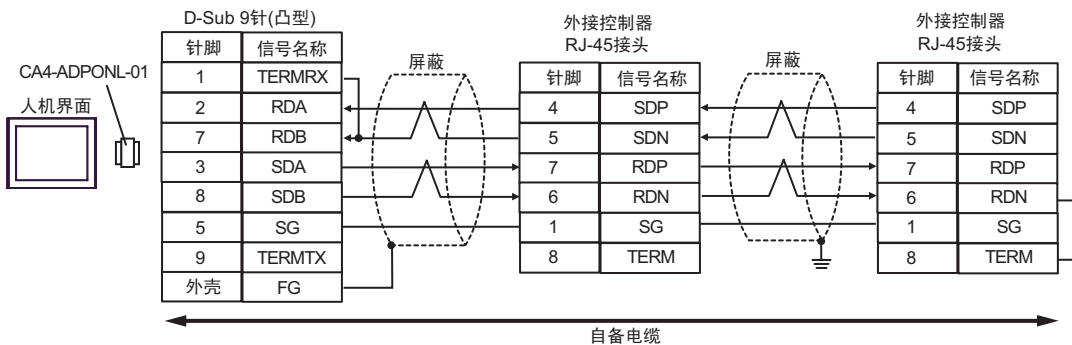 D-Sub 9针(凸型)
外接控制器
RJ-45接头
外接控制器
RJ-45接头
CA4-ADPONL-01
人机界面
针脚 信号名称
1 TERMRX
2 RDA
7 RDB
3 SDA
8 SDB
5 SG
9 TERMTX
外壳 FG
屏蔽
针脚 信号名称
4 SDP
5 SDN
7 RDP
6 RDN
1 SG
8 TERM
屏蔽
针脚 信号名称
4 SDP
5 SDN
7 RDP
6 RDN
1 SG
8 TERM
自备电缆